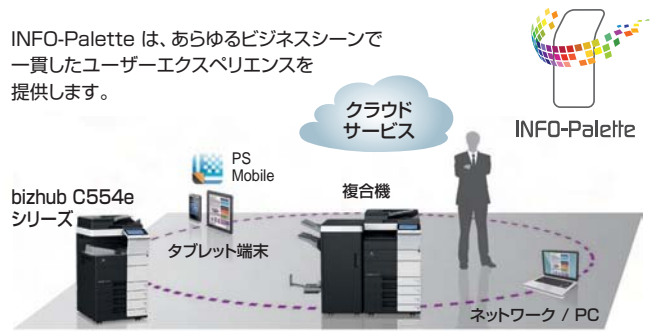 INFO-Palette は、あらゆるビジネスシーンで
一貫したユーザーエクスペリエンスを
提供します。
INFO-Palette
クラウド
サービス
PS
Mobile
bizhub C554e
シリーズ
複合機
タブレット端末
ネットワーク / PC